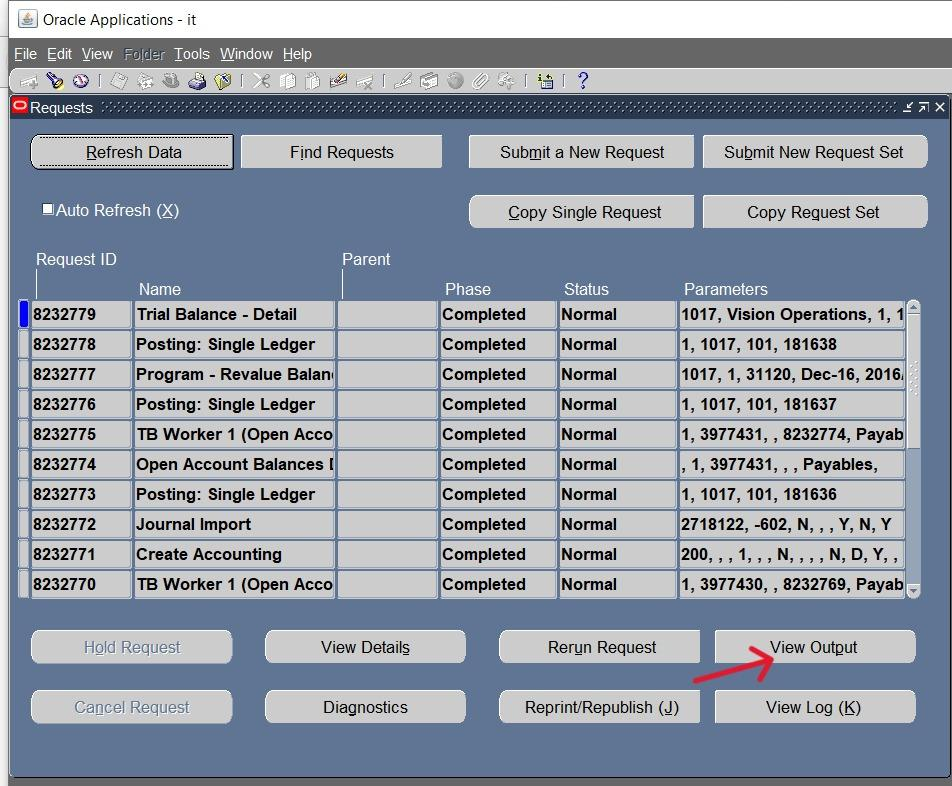 Oracle Applications - it
File Edit View Folder Tools Window Help
Requests
Refresh Data Find Requests Submit a New Request Submit New Request Set
Auto Refresh (X) Copy Single Request Copy Request Set
Request ID Parent
Name Phase Status Parameters
8232779 Trial Balance - Detail Completed Normal 1017, Vision Operations, 1, 1
8232778 Posting: Single Ledger Completed Normal 1, 1017, 101, 181638
8232777 Program - Revalue Balan Completed Normal 1017, 1, 31120, Dec-16, 2016/
8232776 Posting: Single Ledger Completed Normal 1, 1017, 101, 181637
8232775 TB Worker 1 (Open Acco Completed Normal 1, 3977431, , 8232774, Payab
8232774 Open Account Balances D Completed Normal , 1, 3977431, , , Payables,
8232773 Posting: Single Ledger Completed Normal 1, 1017, 101, 181636
8232772 Journal Import Completed Normal 2718122, -602, N, , , Y, N, Y
8232771 Create Accounting Completed Normal 200, , , 1, , , N, , , , N, D, Y, ,
8232770 TB Worker 1 (Open Acco Completed Normal 1, 3977430, , 8232769, Payab
Hold Request View Details Rerun Request View Output
Cancel Request Diagnostics Reprint/Republish (J) View Log (K)